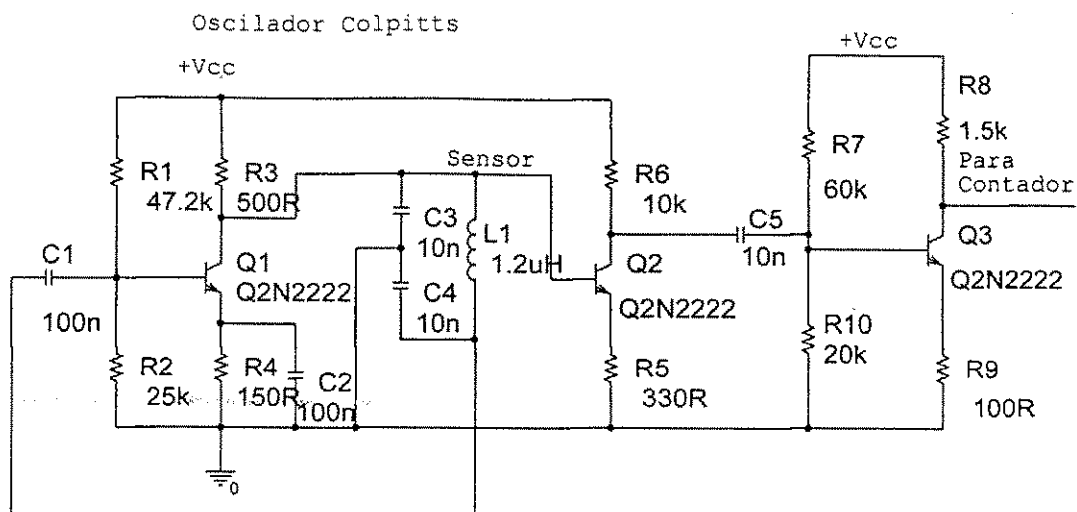 Oscilador Colpitts
+Vcc
+Vcc
R1
47.2k
R3
500R
Sensor
R6
10k
R7
60k
R8
1.5k
Para
Contador
C1
100n
Q1
Q2N2222
C3
10n
L1
1.2uH
C4
10n
Q2
Q2N2222
C5
10n
Q3
Q2N2222
R2
25k
R4
150R
C2
100n
R5
330R
R10
20k
R9
100R
0